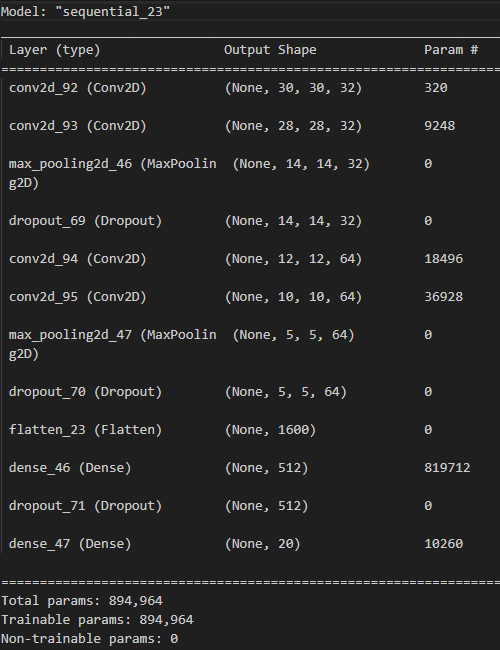 Model: "sequential_23"
Layer (type) Output Shape Param #
conv2d_92 (Conv2D) (None, 30, 30, 32) 320
conv2d_93 (Conv2D) (None, 28, 28, 32) 9248
max_pooling2d_46 (MaxPoolin (None, 14, 14, 32) 0
g2D)
dropout_69 (Dropout) (None, 14, 14, 32) 0
conv2d_94 (Conv2D) (None, 12, 12, 64) 18496
conv2d_95 (Conv2D) (None, 10, 10, 64) 36928
max_pooling2d_47 (MaxPoolin (None, 5, 5, 64) 0
g2D)
dropout_70 (Dropout) (None, 5, 5, 64) 0
flatten_23 (Flatten) (None, 1600) 0
dense_46 (Dense) (None, 512) 819712
dropout_71 (Dropout) (None, 512) 0
dense_47 (Dense) (None, 20) 10260
Total params: 894,964
Trainable params: 894,964
Non-trainable params: 0